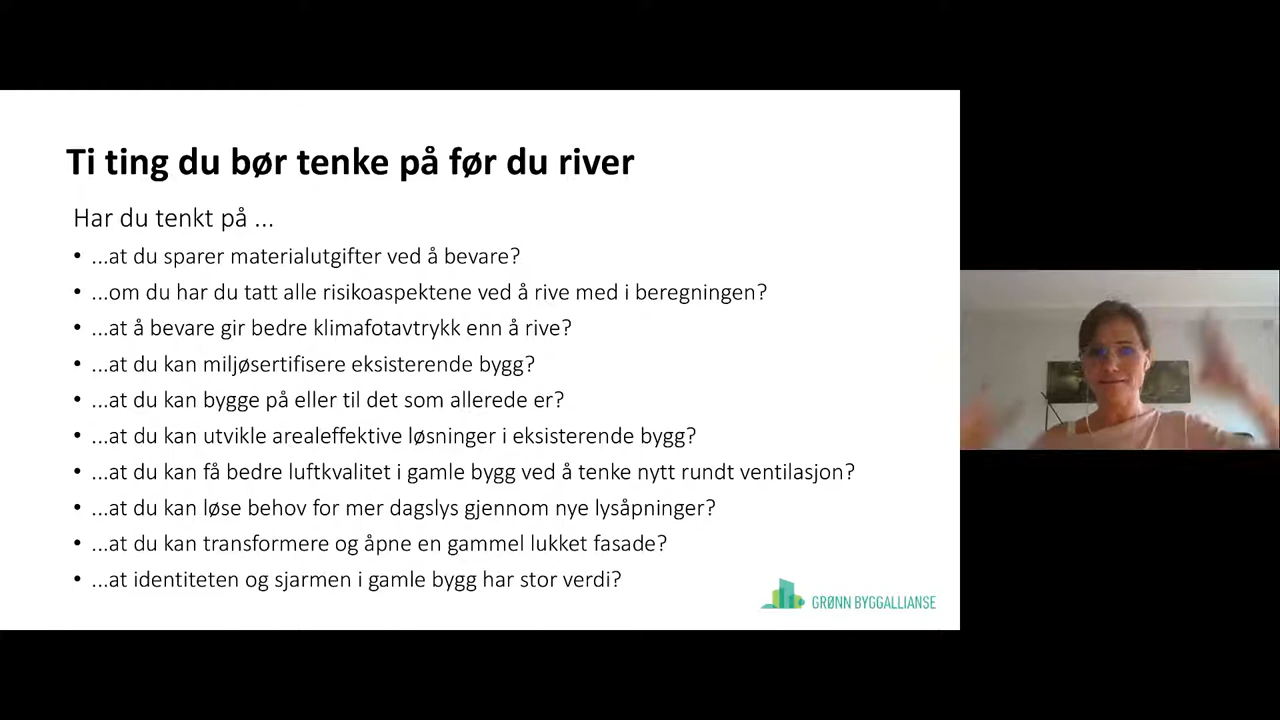 Ti ting du bør tenke på før du river
Har du tenkt på ...
• ...at du sparer materialutgifter ved å bevare?
• ...om du har du tatt alle risikoaspektene ved å rive med i beregningen?
• ...at å bevare gir bedre klimafotavtrykk enn å rive?
• ...at du kan miljøsertifisere eksisterende bygg?
• ...at du kan bygge på eller til det som allerede er?
• ...at du kan utvikle arealeffektive løsninger i eksisterende bygg?
• ...at du kan få bedre luftkvalitet i gamle bygg ved å tenke nytt rundt ventilasjon?
• ...at du kan løse behov for mer dagslys gjennom nye lysåpninger?
• ...at du kan transformere og åpne en gammel lukket fasade?
• ...at identiteten og sjarmen i gamle bygg har stor verdi?
GRØNN BYGGALLIANSE